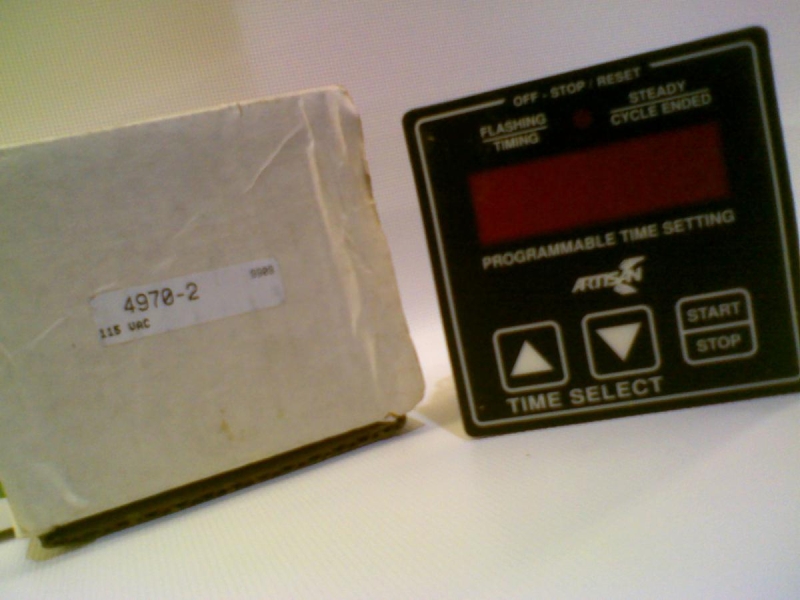 4970-2
115 VAC
OFF - STOP / RESET
FLASHING
TIMING
STEADY
CYCLE ENDED
PROGRAMMABLE TIME SETTING
ARTISAN
START
STOP
TIME SELECT